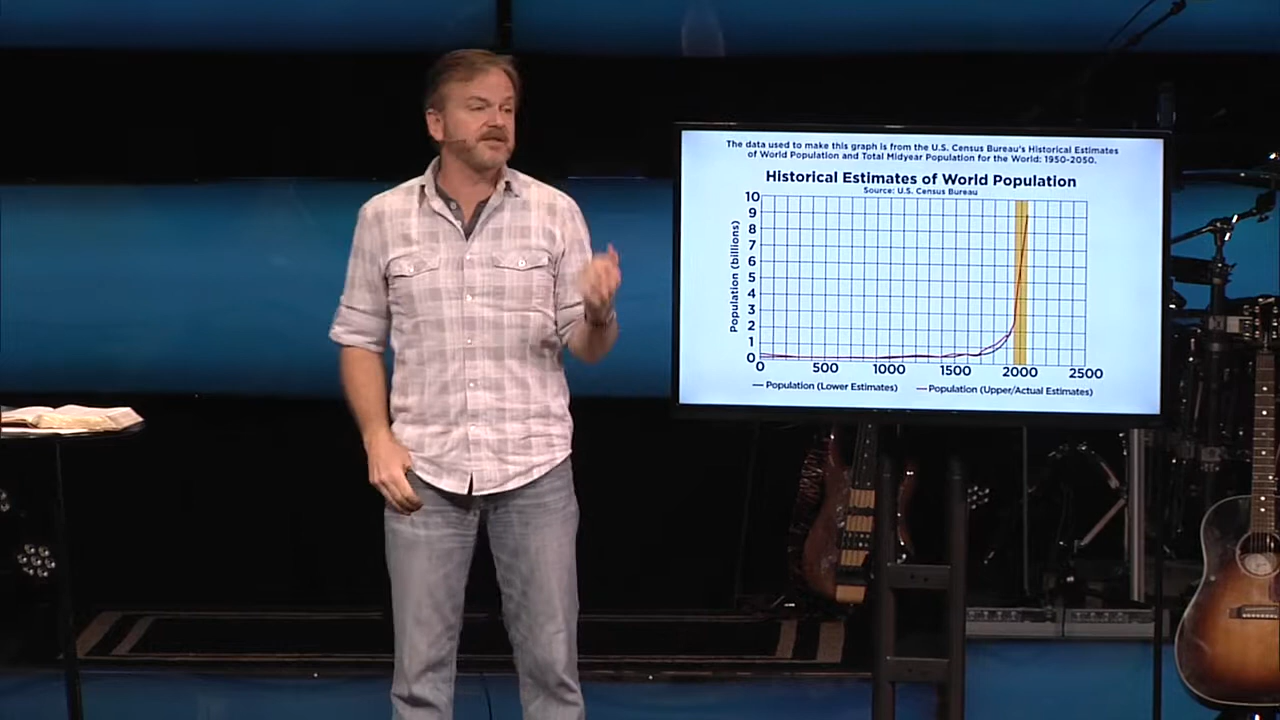 The data used to make this graph is from the U.S. Census Bureau's Historical Estimates
of World Population and Total Midyear Population for the World: 1950-2050.
Historical Estimates of World Population
Source: U.S. Census Bureau
Population (billions)
10
9
8
7
6
5
4
3
2
1
0
0 500 1000 1500 2000 2500
Population (Lower Estimates) Population (Upper/Actual Estimates)